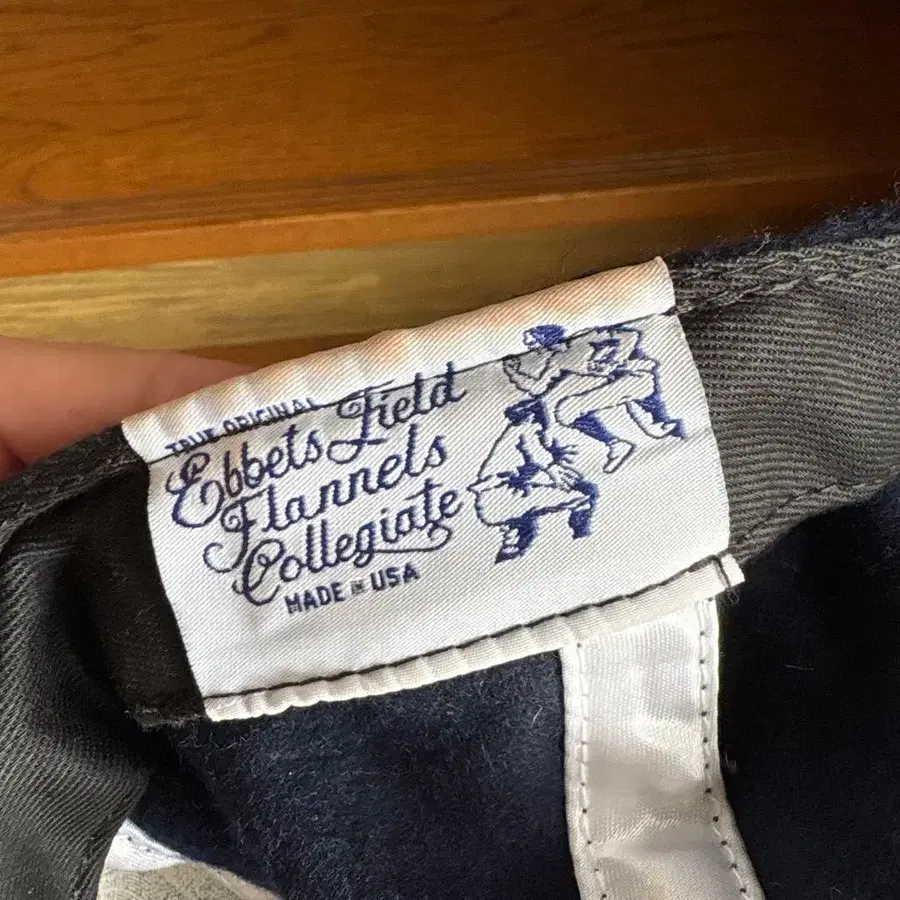 TRUE ORIGINAL
Ebbets Field
Flannels
Collegiate
MADE IN USA